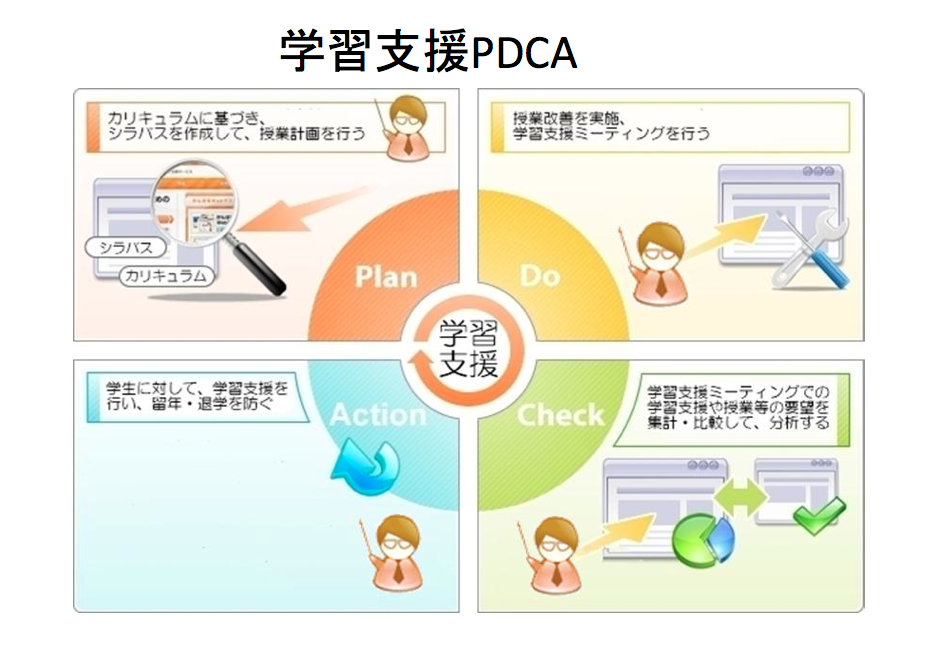 学習支援PDCA
カリキュラムに基づき、
シラバスを作成して、授業計画を行う
シラバス
カリキュラム
Plan
授業改善を実施、
学習支援ミーティングを行う
Do
学習
支援
学生に対して、学習支援を
行い、留年・退学を防ぐ
Action
Check
学習支援ミーティングでの
学習支援や授業等の要望を
集計・比較して、分析する